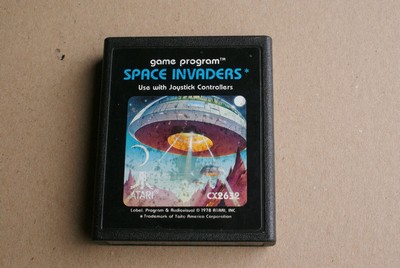 game program™
SPACE INVADERS*
Use with Joystick Controllers
ATARI
CX2632
Label, Program & Audiovisual © 1978 ATARI, INC.
* Trademark of Taito America Corporation